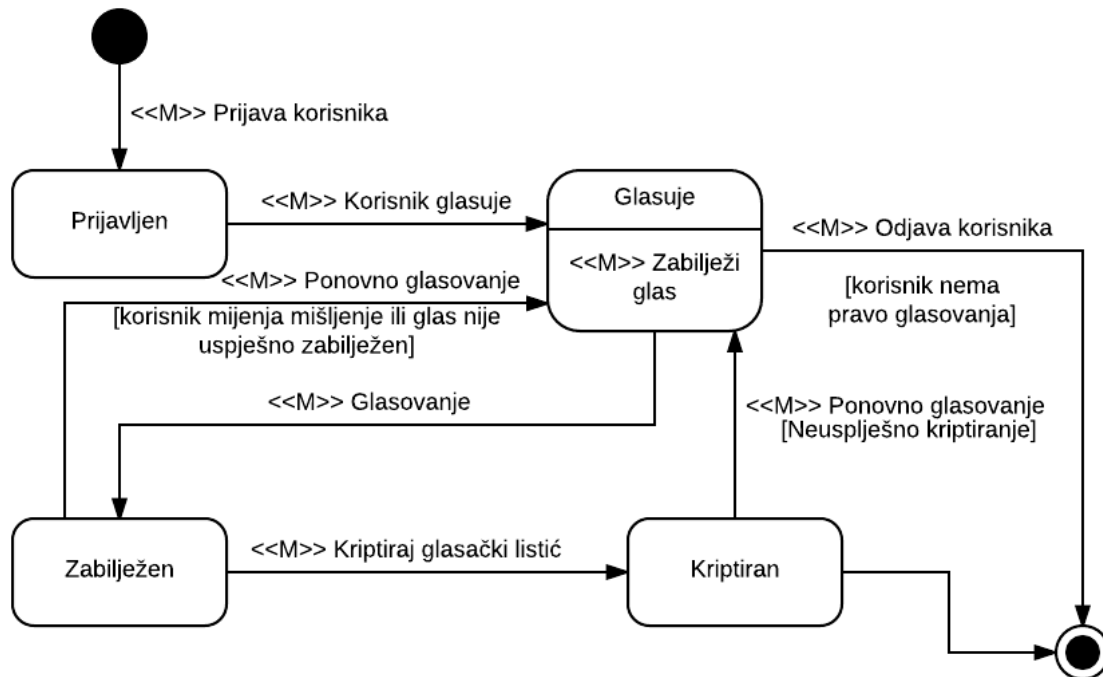 <<M>> Prijava korisnika
Prijavljen
<<M>> Korisnik glasuje
Glasuje
<<M>> Zabilježi
glas
<<M>> Odjava korisnika
[korisnik nema
pravo glasovanja]
<<M>> Ponovno glasovanje
[korisnik mijenja mišljenje ili glas nije
uspješno zabilježen]
<<M>> Glasovanje
<<M>> Ponovno glasovanje
[Neusplješno kriptiranje]
Zabilježen
<<M>> Kriptiraj glasački listić
Kriptiran